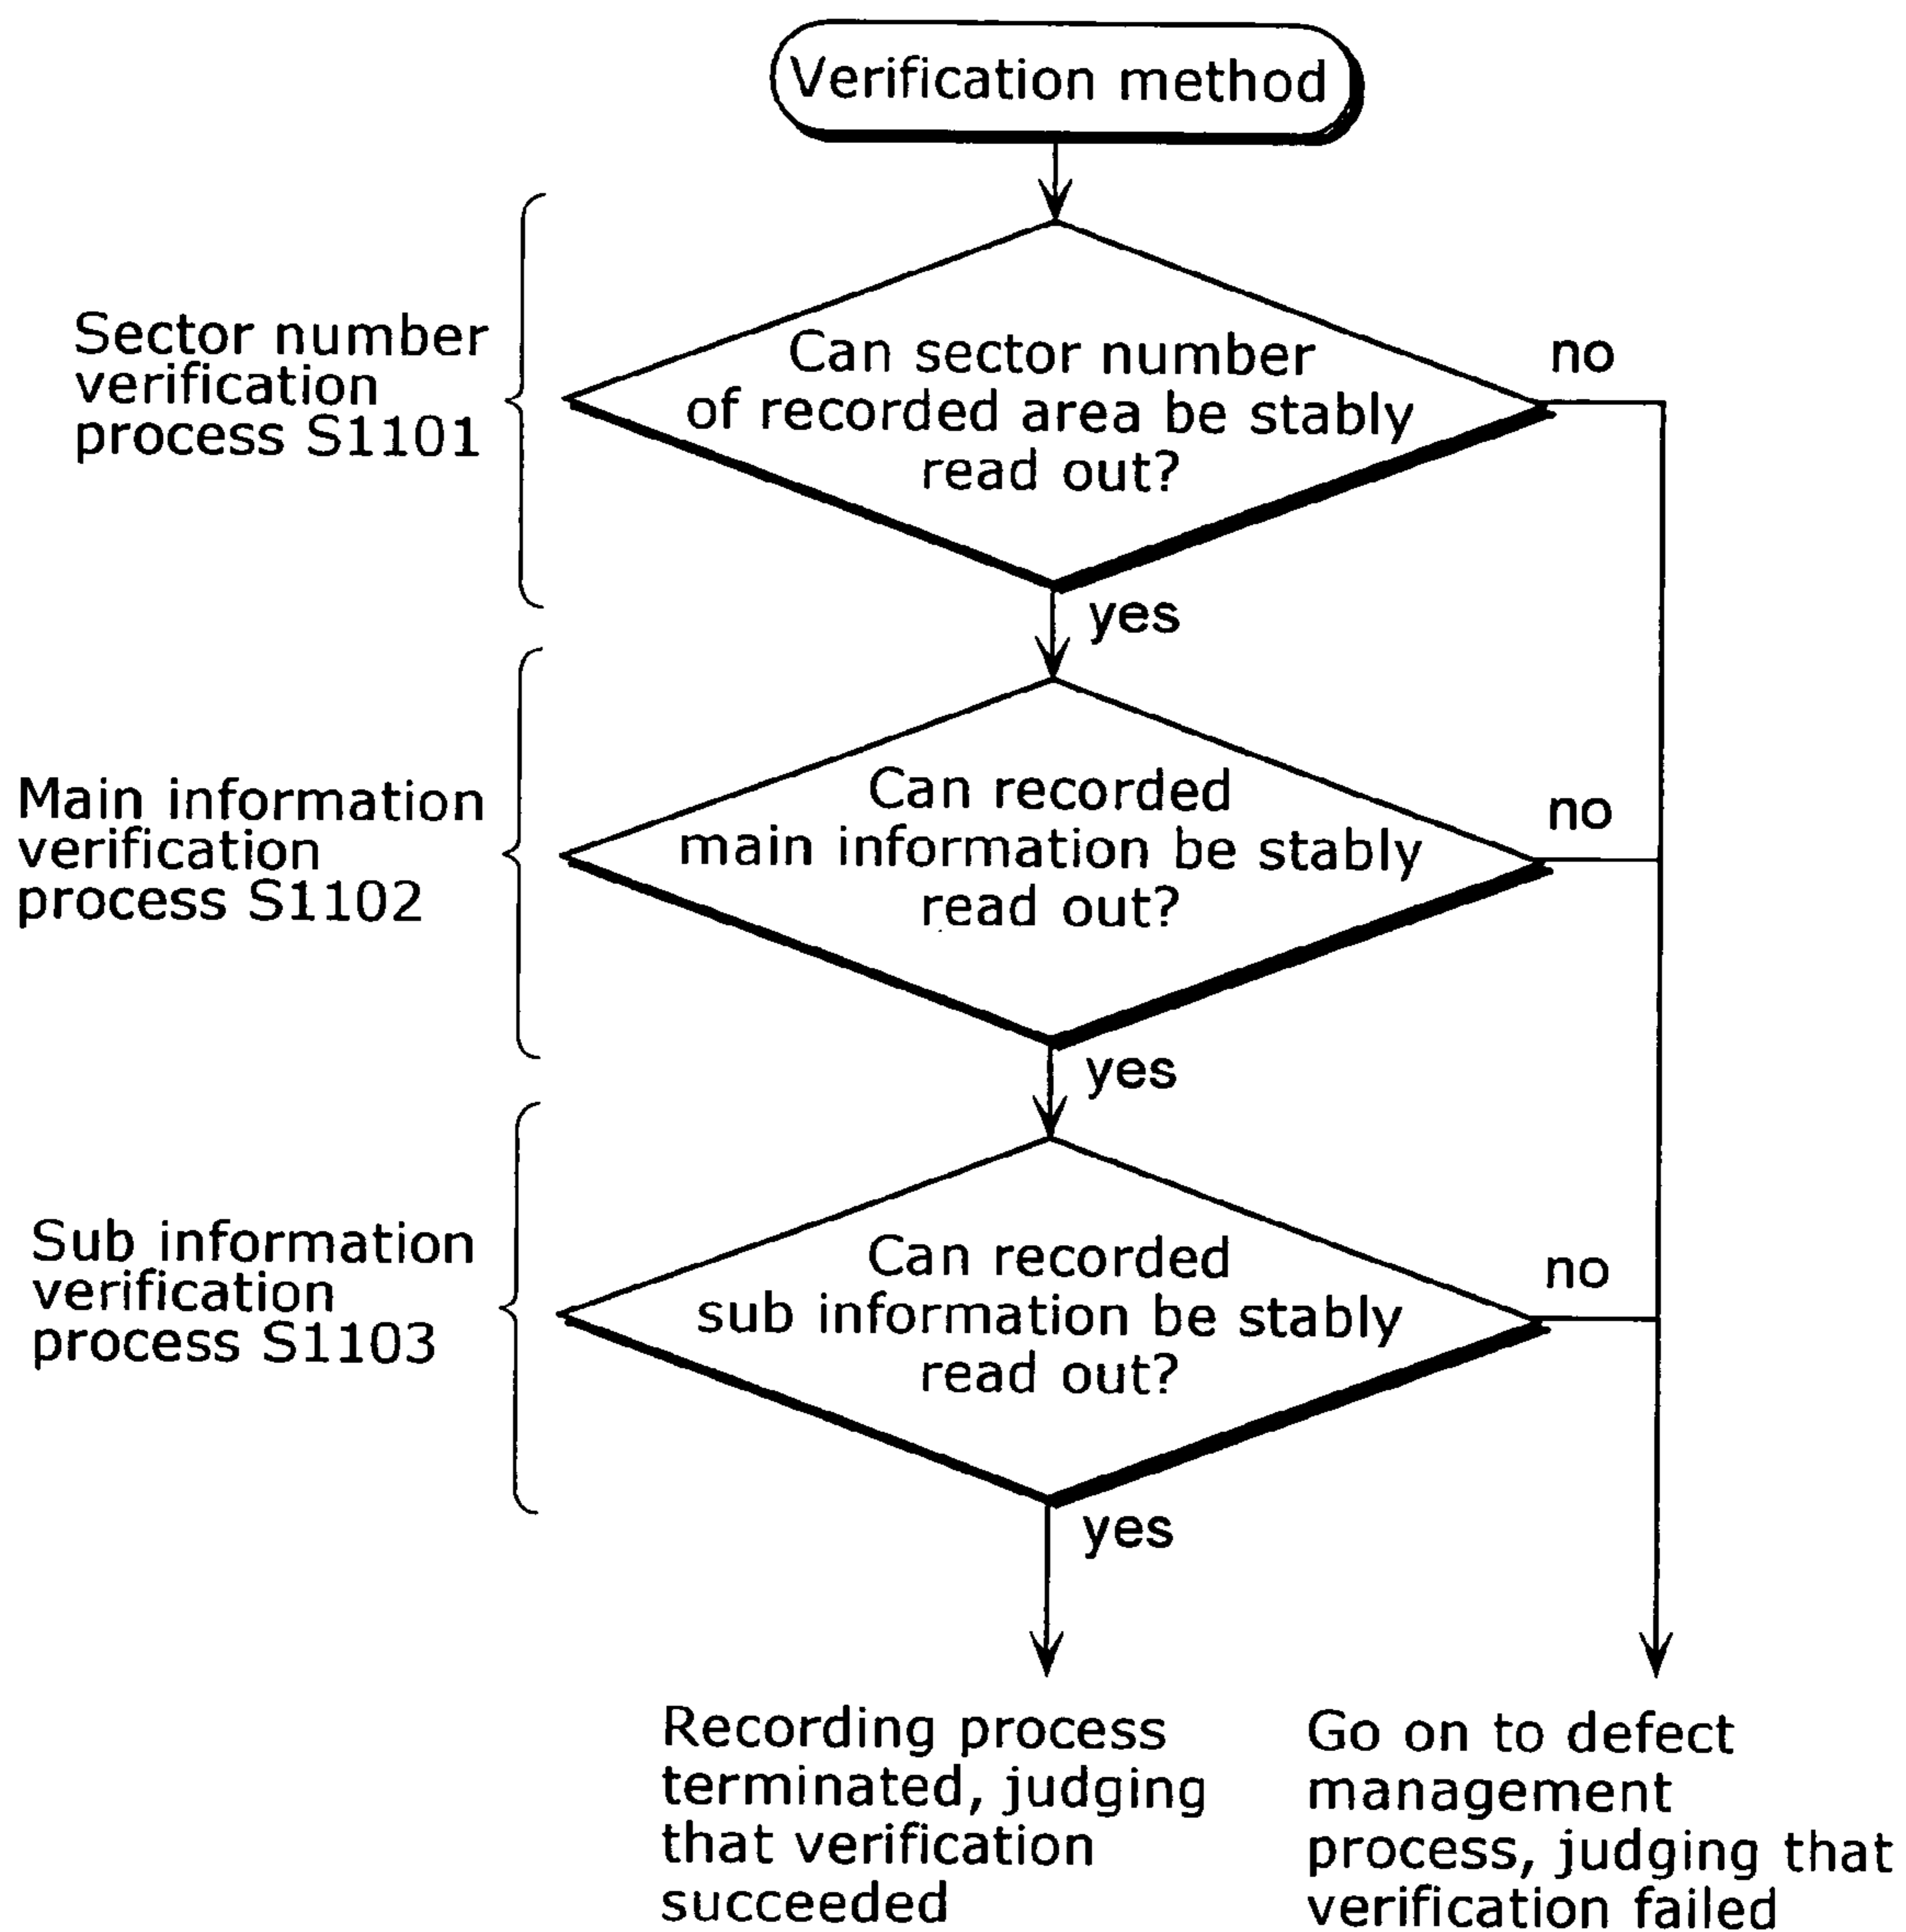 Verification method
Sector number
verification
process S1101
Can sector number
of recorded area be stably
read out?
no
yes
Main information
verification
process S1102
Can recorded
main information be stably
read out?
no
yes
Sub information
verification
process S1103
Can recorded
sub information be stably
read out?
no
yes
Recording process
terminated, judging
that verification
succeeded
Go on to defect
management
process, judging that
verification failed